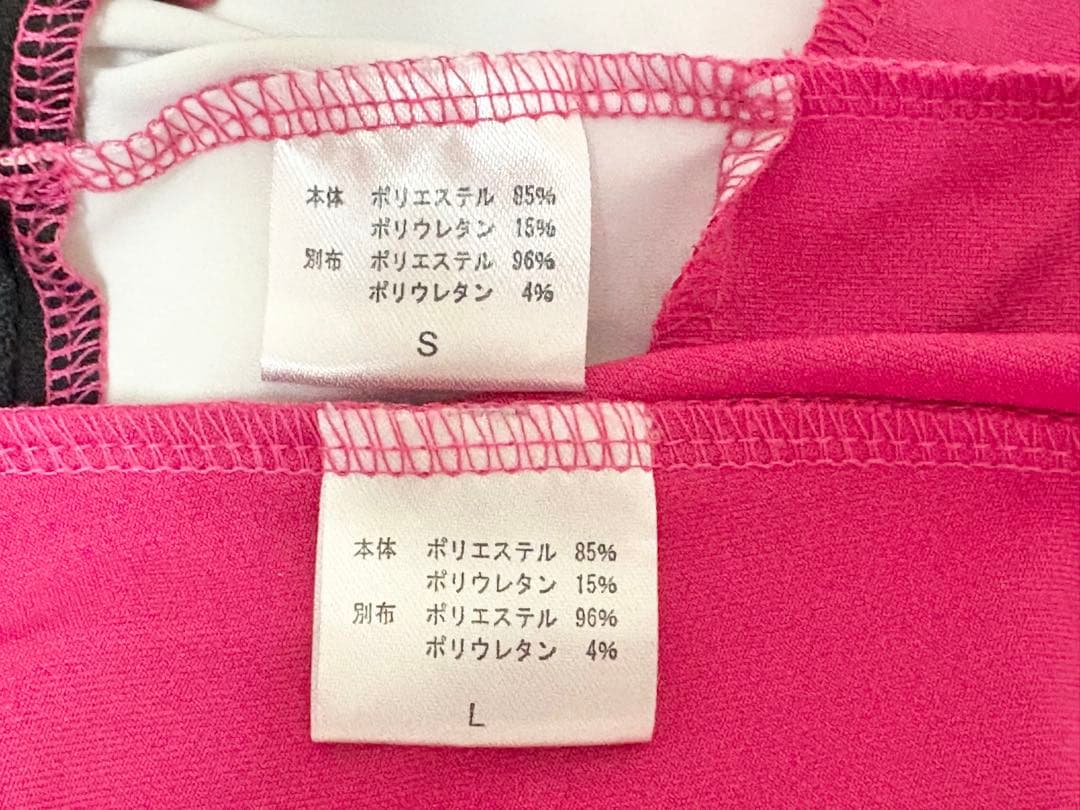 本体 ポリエステル 85%
ポリウレタン 15%
別布 ポリエステル 96%
ポリウレタン 4%
S
本体 ポリエステル 85%
ポリウレタン 15%
別布 ポリエステル 96%
ポリウレタン 4%
L